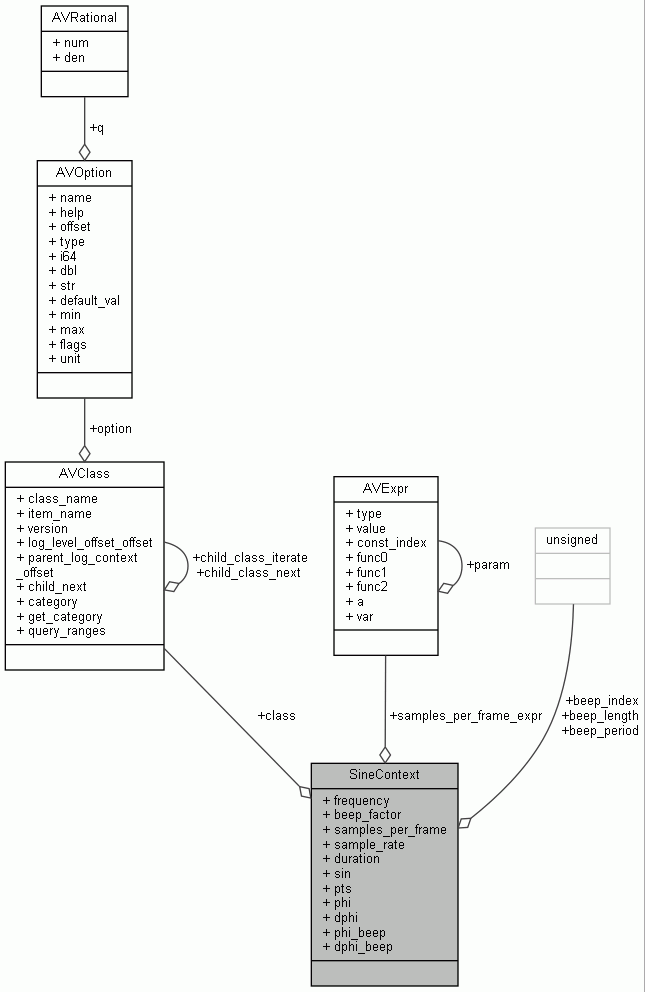 AVRational
+ num
+ den
+q
AVOption
+ name
+ help
+ offset
+ type
+ i64
+ dbl
+ str
+ default_val
+ min
+ max
+ flags
+ unit
+option
AVClass
+ class_name
+ item_name
+ version
+ log_level_offset_offset
+ parent_log_context
_offset
+ child_next
+ category
+ get_category
+ query_ranges
+child_class_iterate
+child_class_next
AVExpr
+ type
+ value
+ const_index
+ func0
+ func1
+ func2
+ a
+ var
+param
unsigned
+class
+samples_per_frame_expr
+beep_index
+beep_length
+beep_period
SineContext
+ frequency
+ beep_factor
+ samples_per_frame
+ sample_rate
+ duration
+ sin
+ pts
+ phi
+ dphi
+ phi_beep
+ dphi_beep